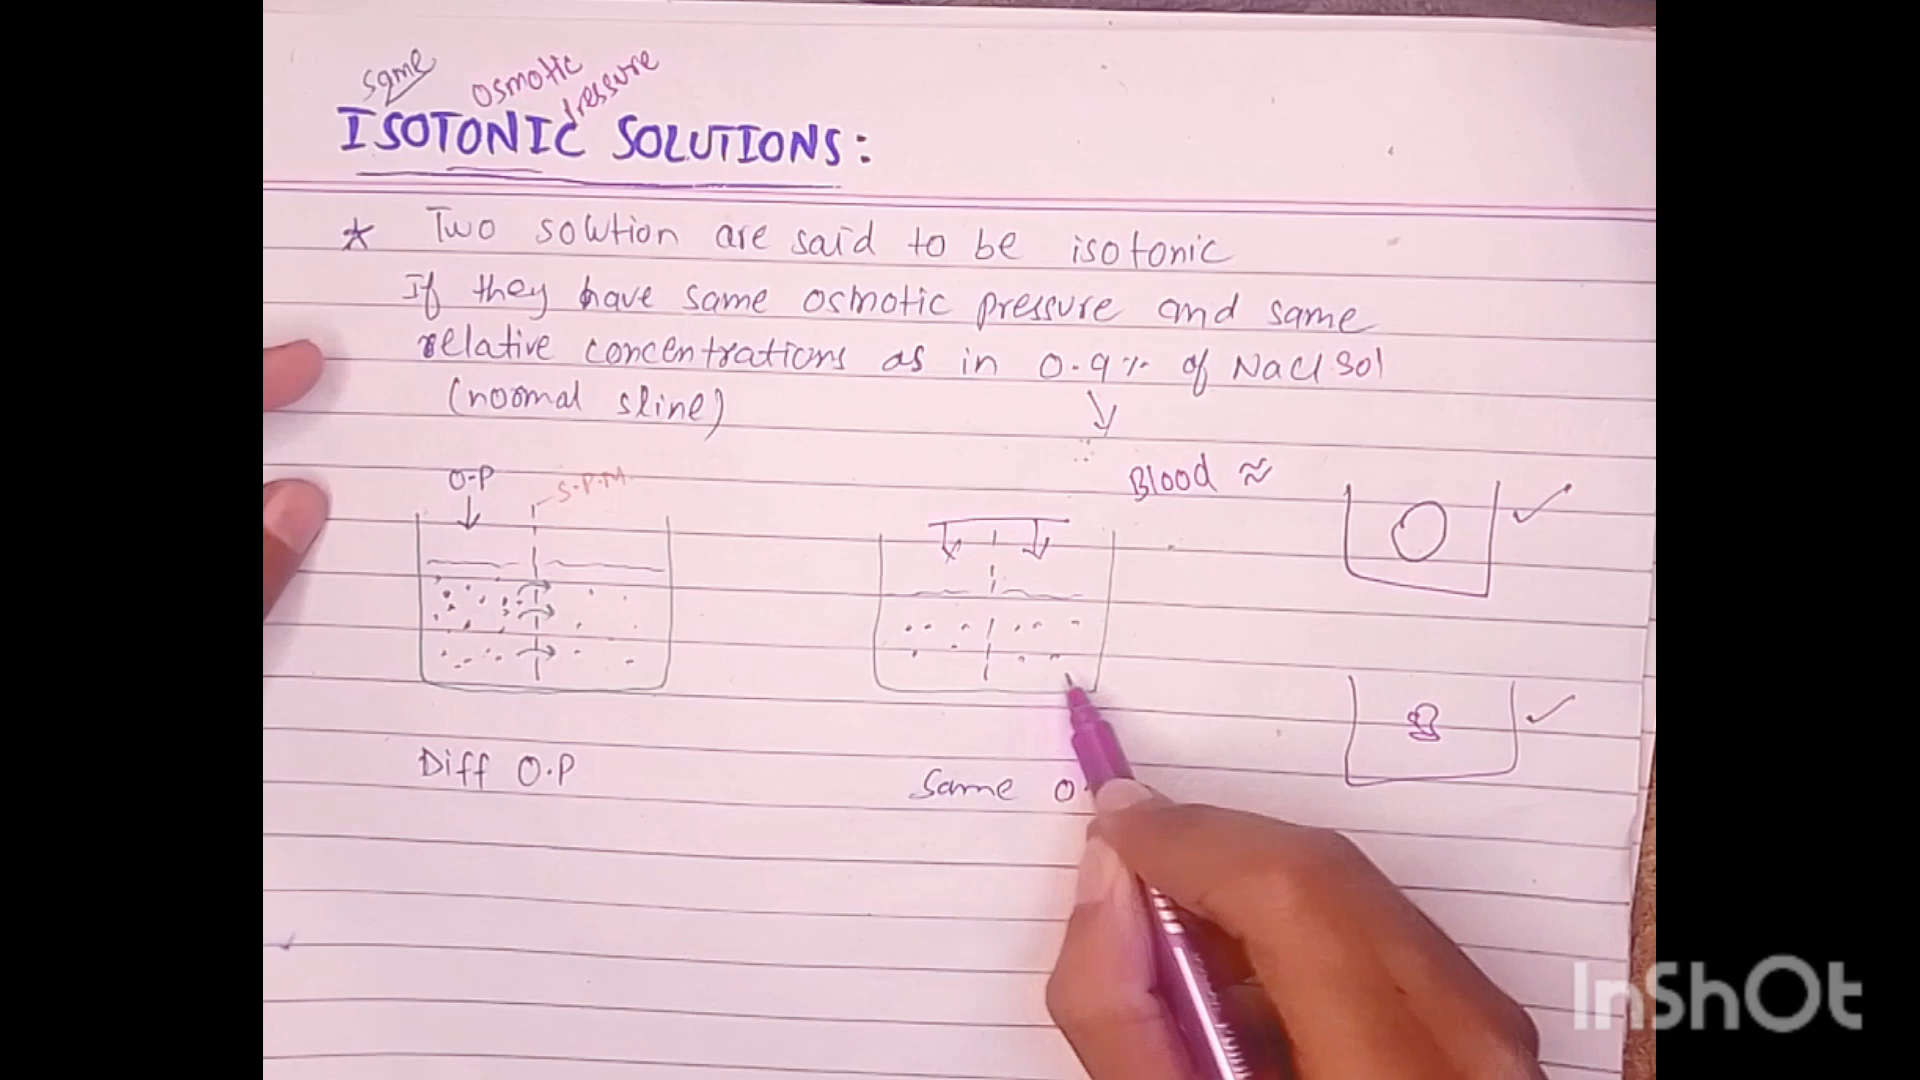 same osmotic pressure
ISOTONIC SOLUTIONS:
* Two solution are said to be isotonic
If they have same osmotic pressure and same
relative concentrations as in 0.9% of NaCl sol
(normal sline)
Blood ≈
O.P
S.P.M.
Diff O.P
Same O.
InShOt